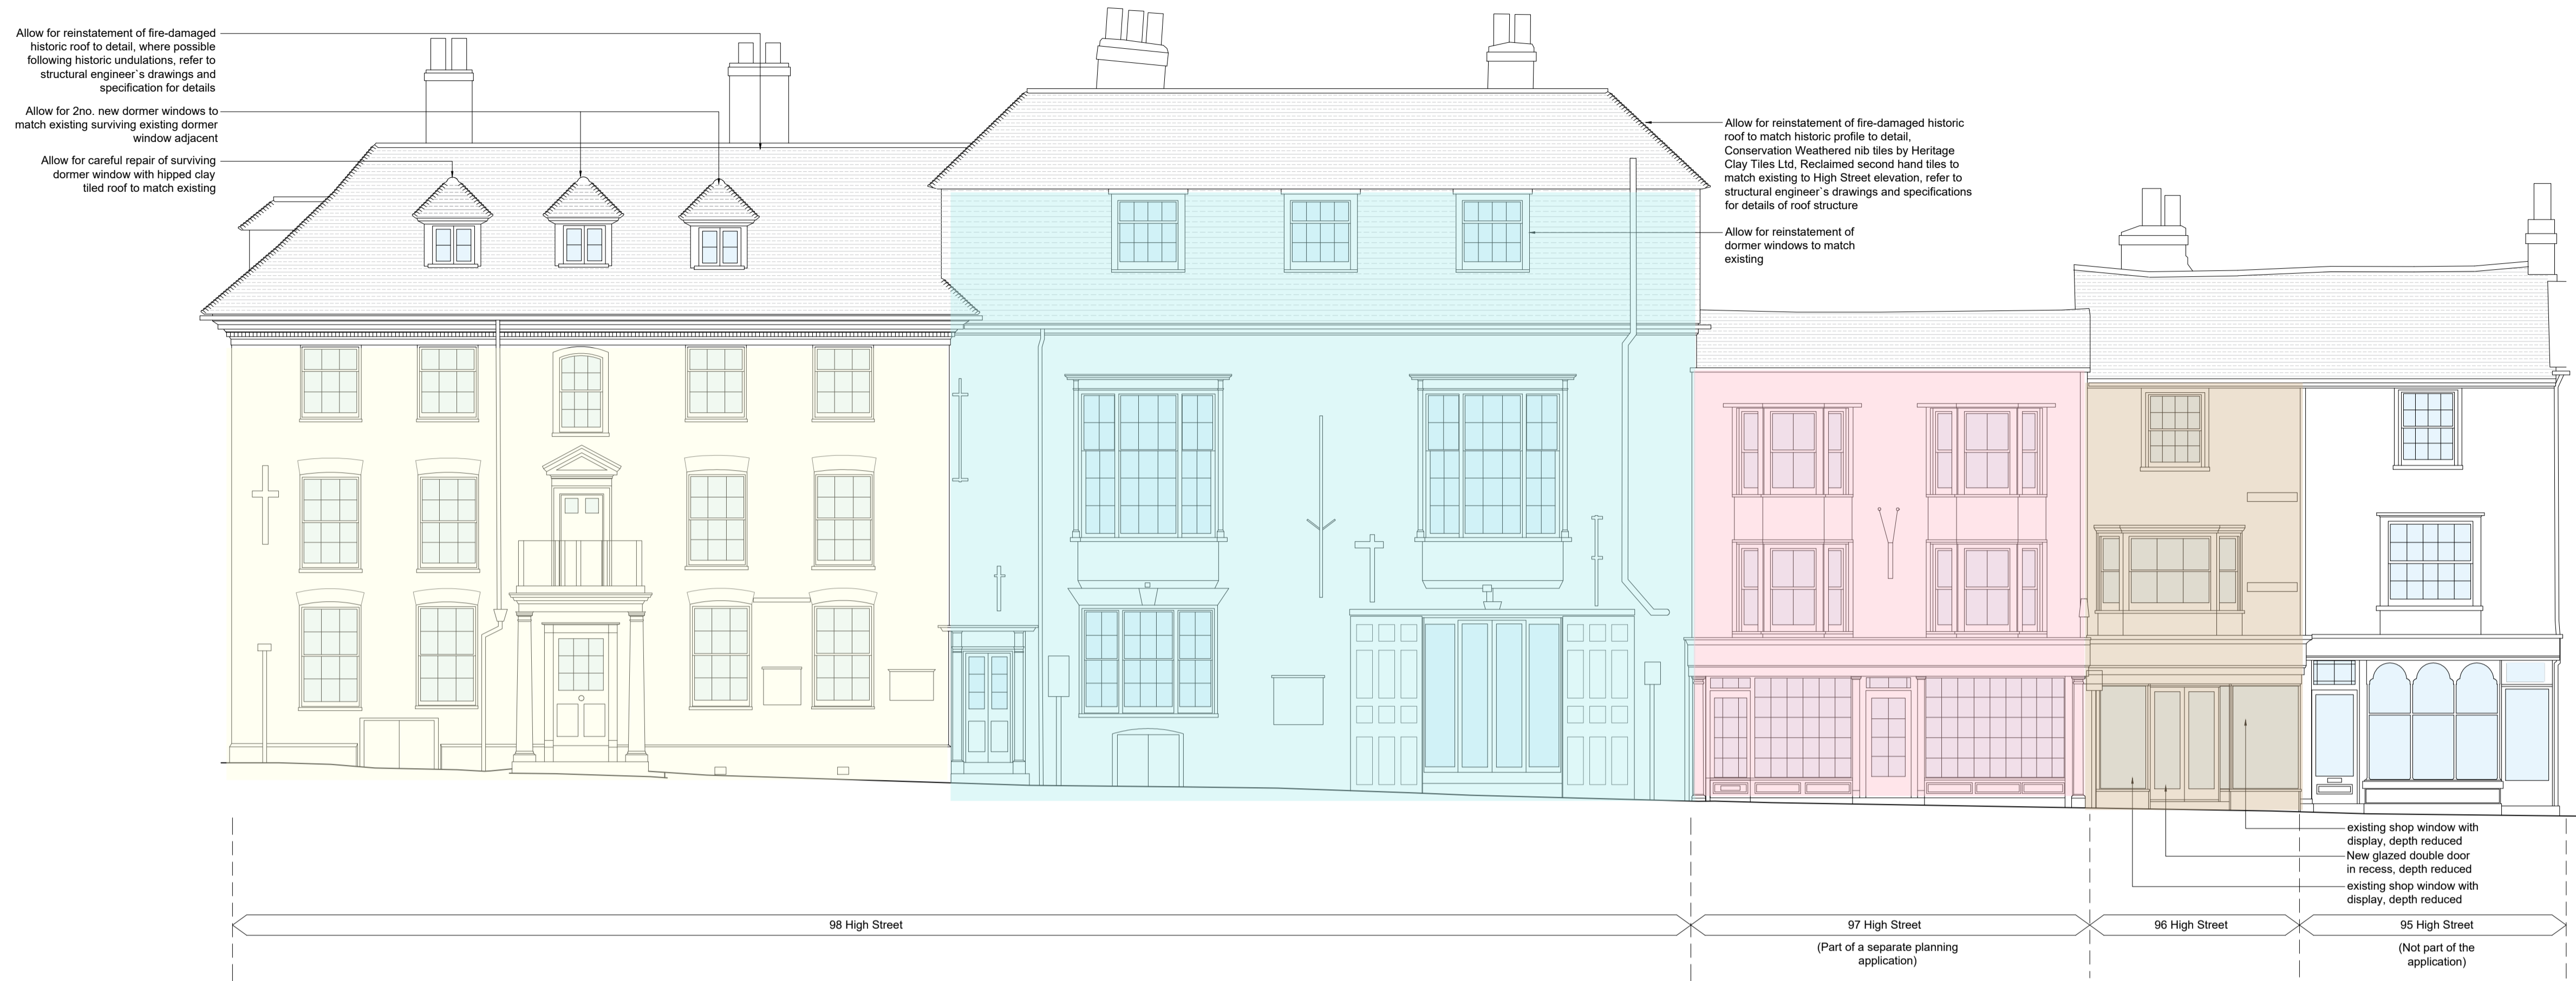 Allow for reinstatement of fire-damaged
historic roof to detail, where possible
following historic undulations, refer to
structural engineer`s drawings and
specification for details
Allow for 2no. new dormer windows to
match existing surviving existing dormer
window adjacent
Allow for careful repair of surviving
dormer window with hipped clay
tiled roof to match existing
Allow for reinstatement of fire-damaged historic
roof to match historic profile to detail,
Conservation Weathered nib tiles by Heritage
Clay Tiles Ltd, Reclaimed second hand tiles to
match existing to High Street elevation, refer to
structural engineer`s drawings and specifications
for details of roof structure
Allow for reinstatement of
dormer windows to match
existing
existing shop window with
display, depth reduced
New glazed double door
in recess, depth reduced
existing shop window with
display, depth reduced
98 High Street
97 High Street
(Part of a separate planning
application)
96 High Street
95 High Street
(Not part of the
application)